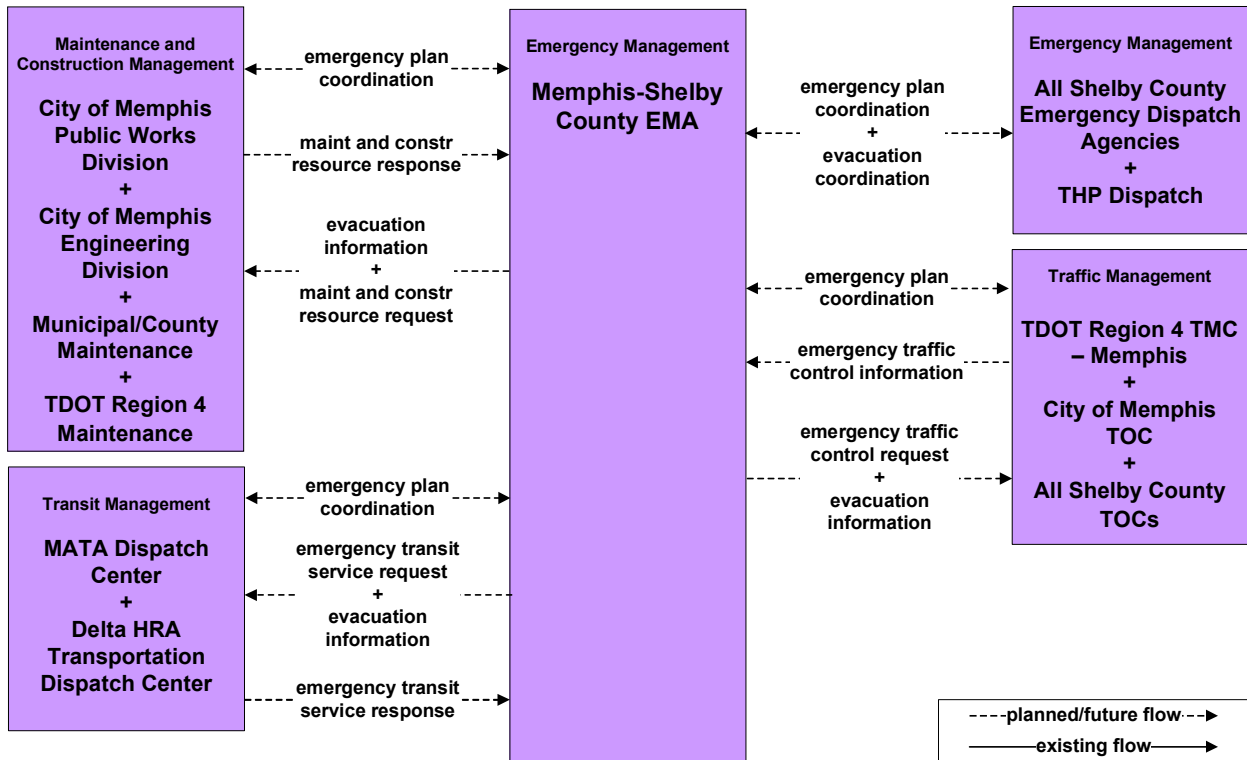 Maintenance and
Construction Management
City of Memphis
Public Works
Division
+
City of Memphis
Engineering
Division
+
Municipal/County
Maintenance
+
TDOT Region 4
Maintenance
emergency plan
coordination
maint and constr
resource response
evacuation
information
+
maint and constr
resource request
Transit Management
MATA Dispatch
Center
+
Delta HRA
Transportation
Dispatch Center
emergency plan
coordination
emergency transit
service request
+
evacuation
information
emergency transit
service response
Emergency Management
Memphis-Shelby
County EMA
emergency plan
coordination
+
evacuation
coordination
Emergency Management
All Shelby County
Emergency Dispatch
Agencies
+
THP Dispatch
emergency plan
coordination
emergency traffic
control information
emergency traffic
control request
+
evacuation
information
Traffic Management
TDOT Region 4 TMC
– Memphis
+
City of Memphis
TOC
+
All Shelby County
TOCs
planned/future flow
existing flow